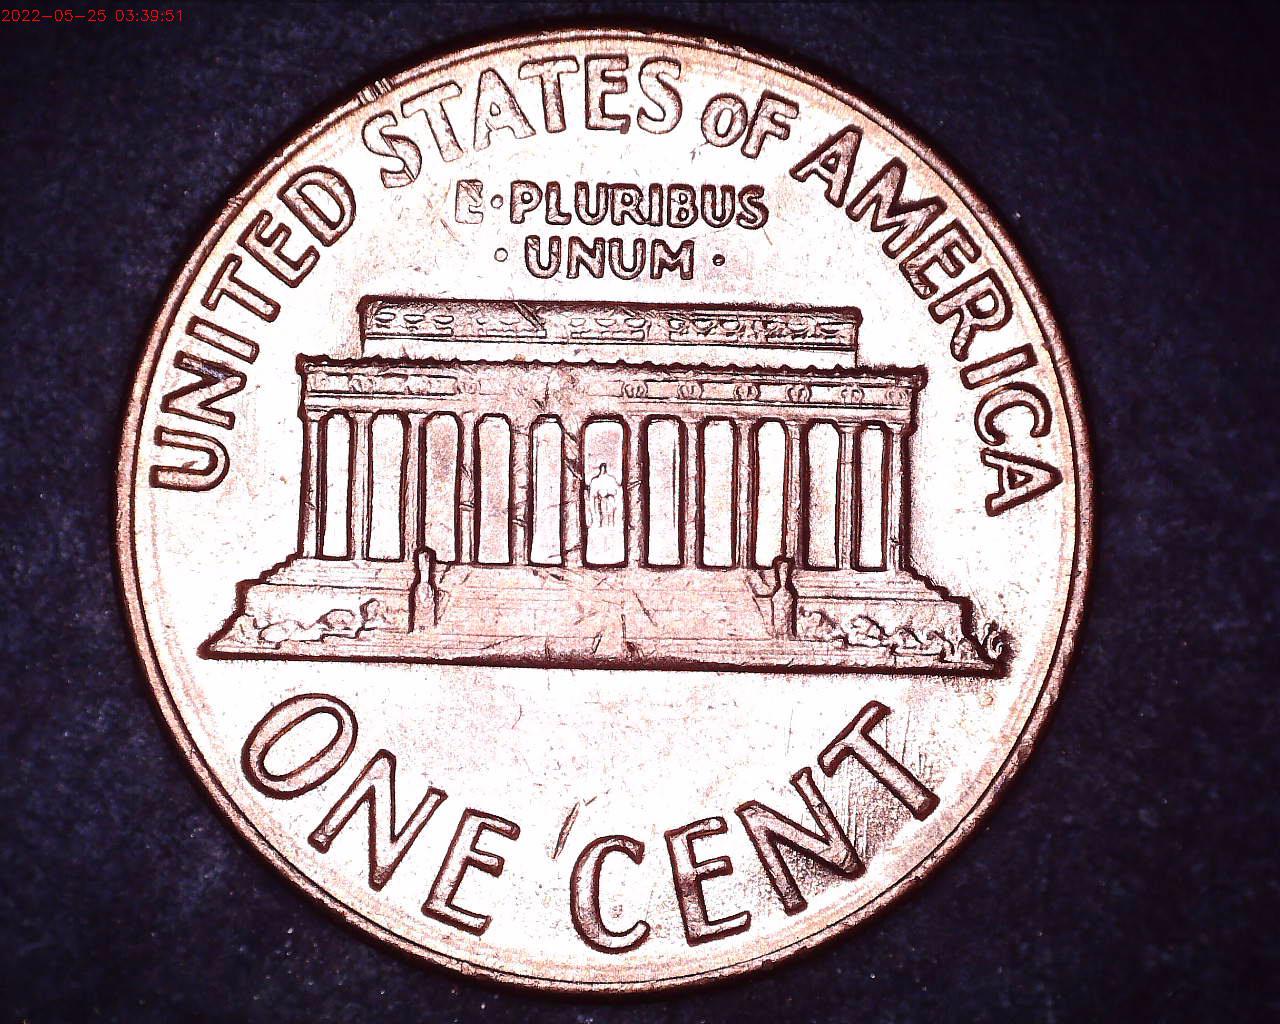 2022-05-25 03:39:51
UNITED STATES OF AMERICA
E·PLURIBUS
·UNUM·
ONE CENT